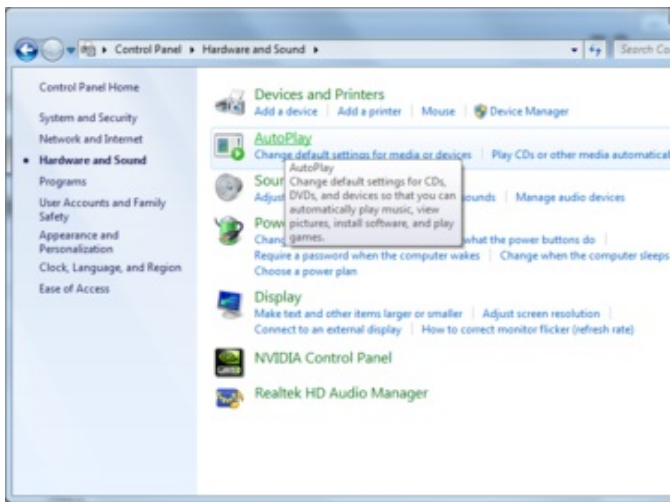 Control Panel ▸ Hardware and Sound ▸
Search Co
Control Panel Home
System and Security
Network and Internet
Hardware and Sound
Programs
User Accounts and Family
Safety
Appearance and
Personalization
Clock, Language, and Region
Ease of Access
Devices and Printers
Add a device | Add a printer | Mouse | Device Manager
AutoPlay
Change default settings for media or devices | Play CDs or other media automatical
AutoPlay
Change default settings for CDs,
DVDs, and devices so that you can
automatically play music, view
pictures, install software, and play
games.
Soun
Adjus
ounds | Manage audio devices
Pow
Chang
what the power buttons do
Require a password when the computer wakes | Change when the computer sleeps
Choose a power plan
Display
Make text and other items larger or smaller | Adjust screen resolution
Connect to an external display | How to correct monitor flicker (refresh rate)
NVIDIA Control Panel
Realtek HD Audio Manager